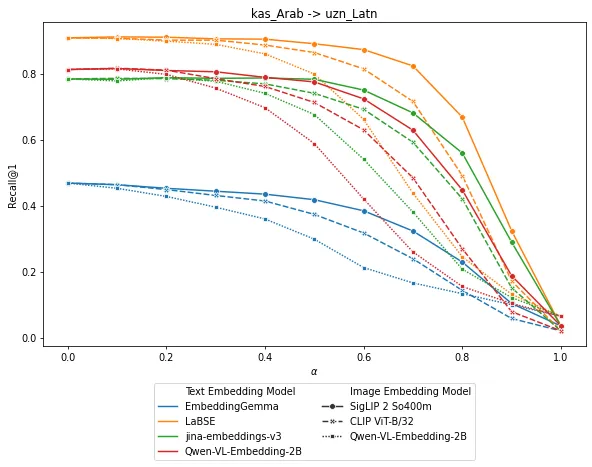 kas_Arab -> uzn_Latn
Recall@1
0.8
0.6
0.4
0.2
0.0
0.0 0.2 0.4 0.6 0.8 1.0
α
Text Embedding Model
EmbeddingGemma
LaBSE
jina-embeddings-v3
Qwen-VL-Embedding-2B
Image Embedding Model
SigLIP 2 So400m
CLIP ViT-B/32
Qwen-VL-Embedding-2B